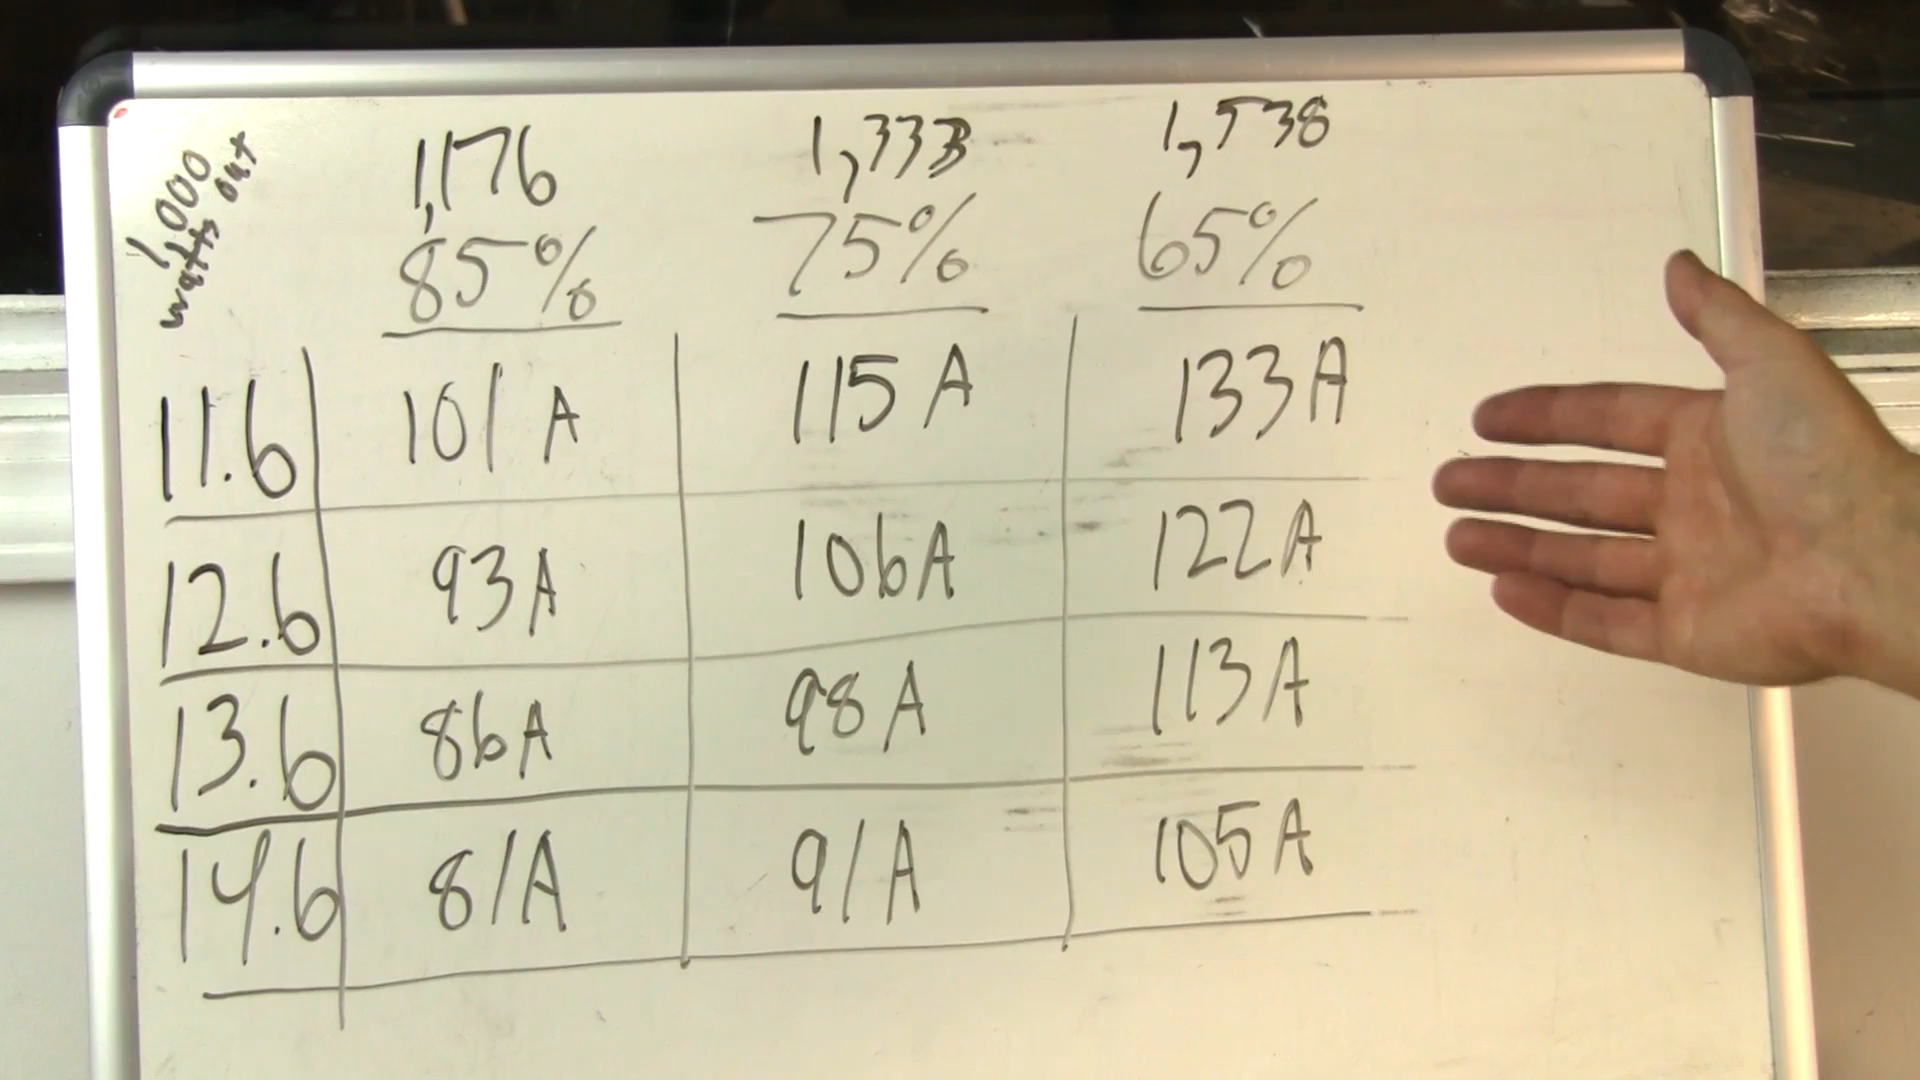 1,000
watts out
1,176 1,333 1,538
85% 75% 65%
11.6 101 A 115 A 133A
12.6 93A 106A 122A
13.6 86A 98 A 113A
14.6 81A 91A 105A